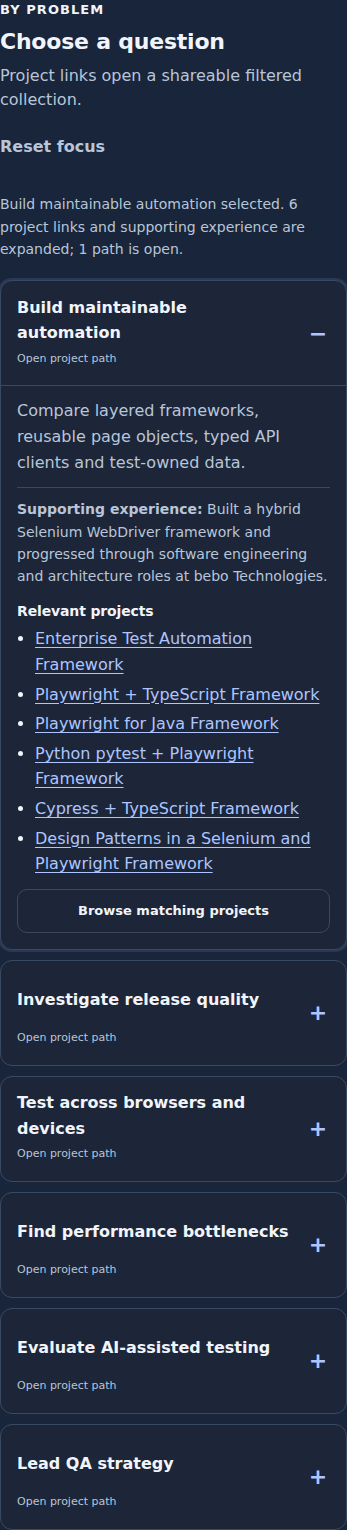 BY PROBLEM
Choose a question
Project links open a shareable filtered
collection.
Reset focus
Build maintainable automation selected. 6
project links and supporting experience are
expanded; 1 path is open.
Build maintainable
automation
Open project path
−
Compare layered frameworks,
reusable page objects, typed API
clients and test-owned data.
Supporting experience: Built a hybrid
Selenium WebDriver framework and
progressed through software engineering
and architecture roles at bebo Technologies.
Relevant projects
• Enterprise Test Automation
Framework
• Playwright + TypeScript Framework
• Playwright for Java Framework
• Python pytest + Playwright
Framework
• Cypress + TypeScript Framework
• Design Patterns in a Selenium and
Playwright Framework
Browse matching projects
Investigate release quality
Open project path
+
Test across browsers and
devices
Open project path
+
Find performance bottlenecks
Open project path
+
Evaluate AI-assisted testing
Open project path
+
Lead QA strategy
Open project path
+